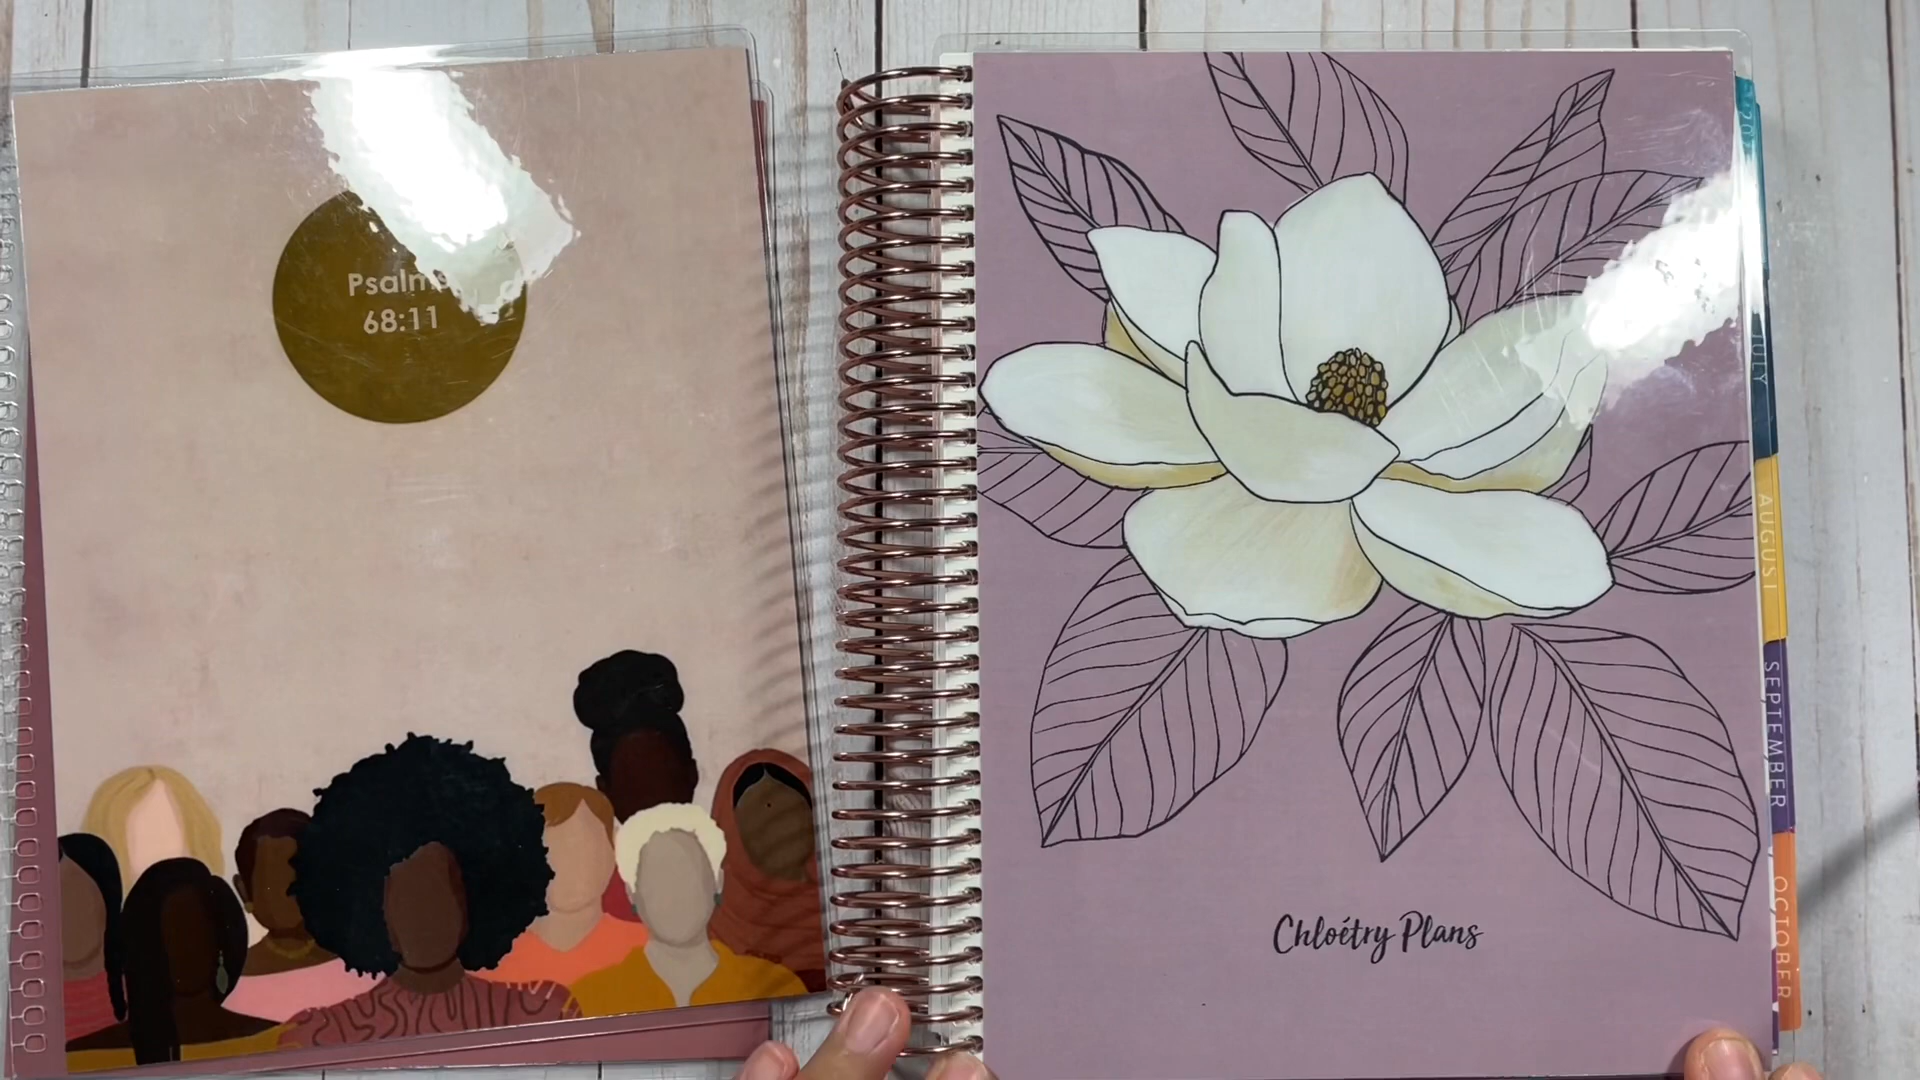 Psalm
68:11
Chloétry Plans
JULY
AUGUST
SEPTEMBER
OCTOBER